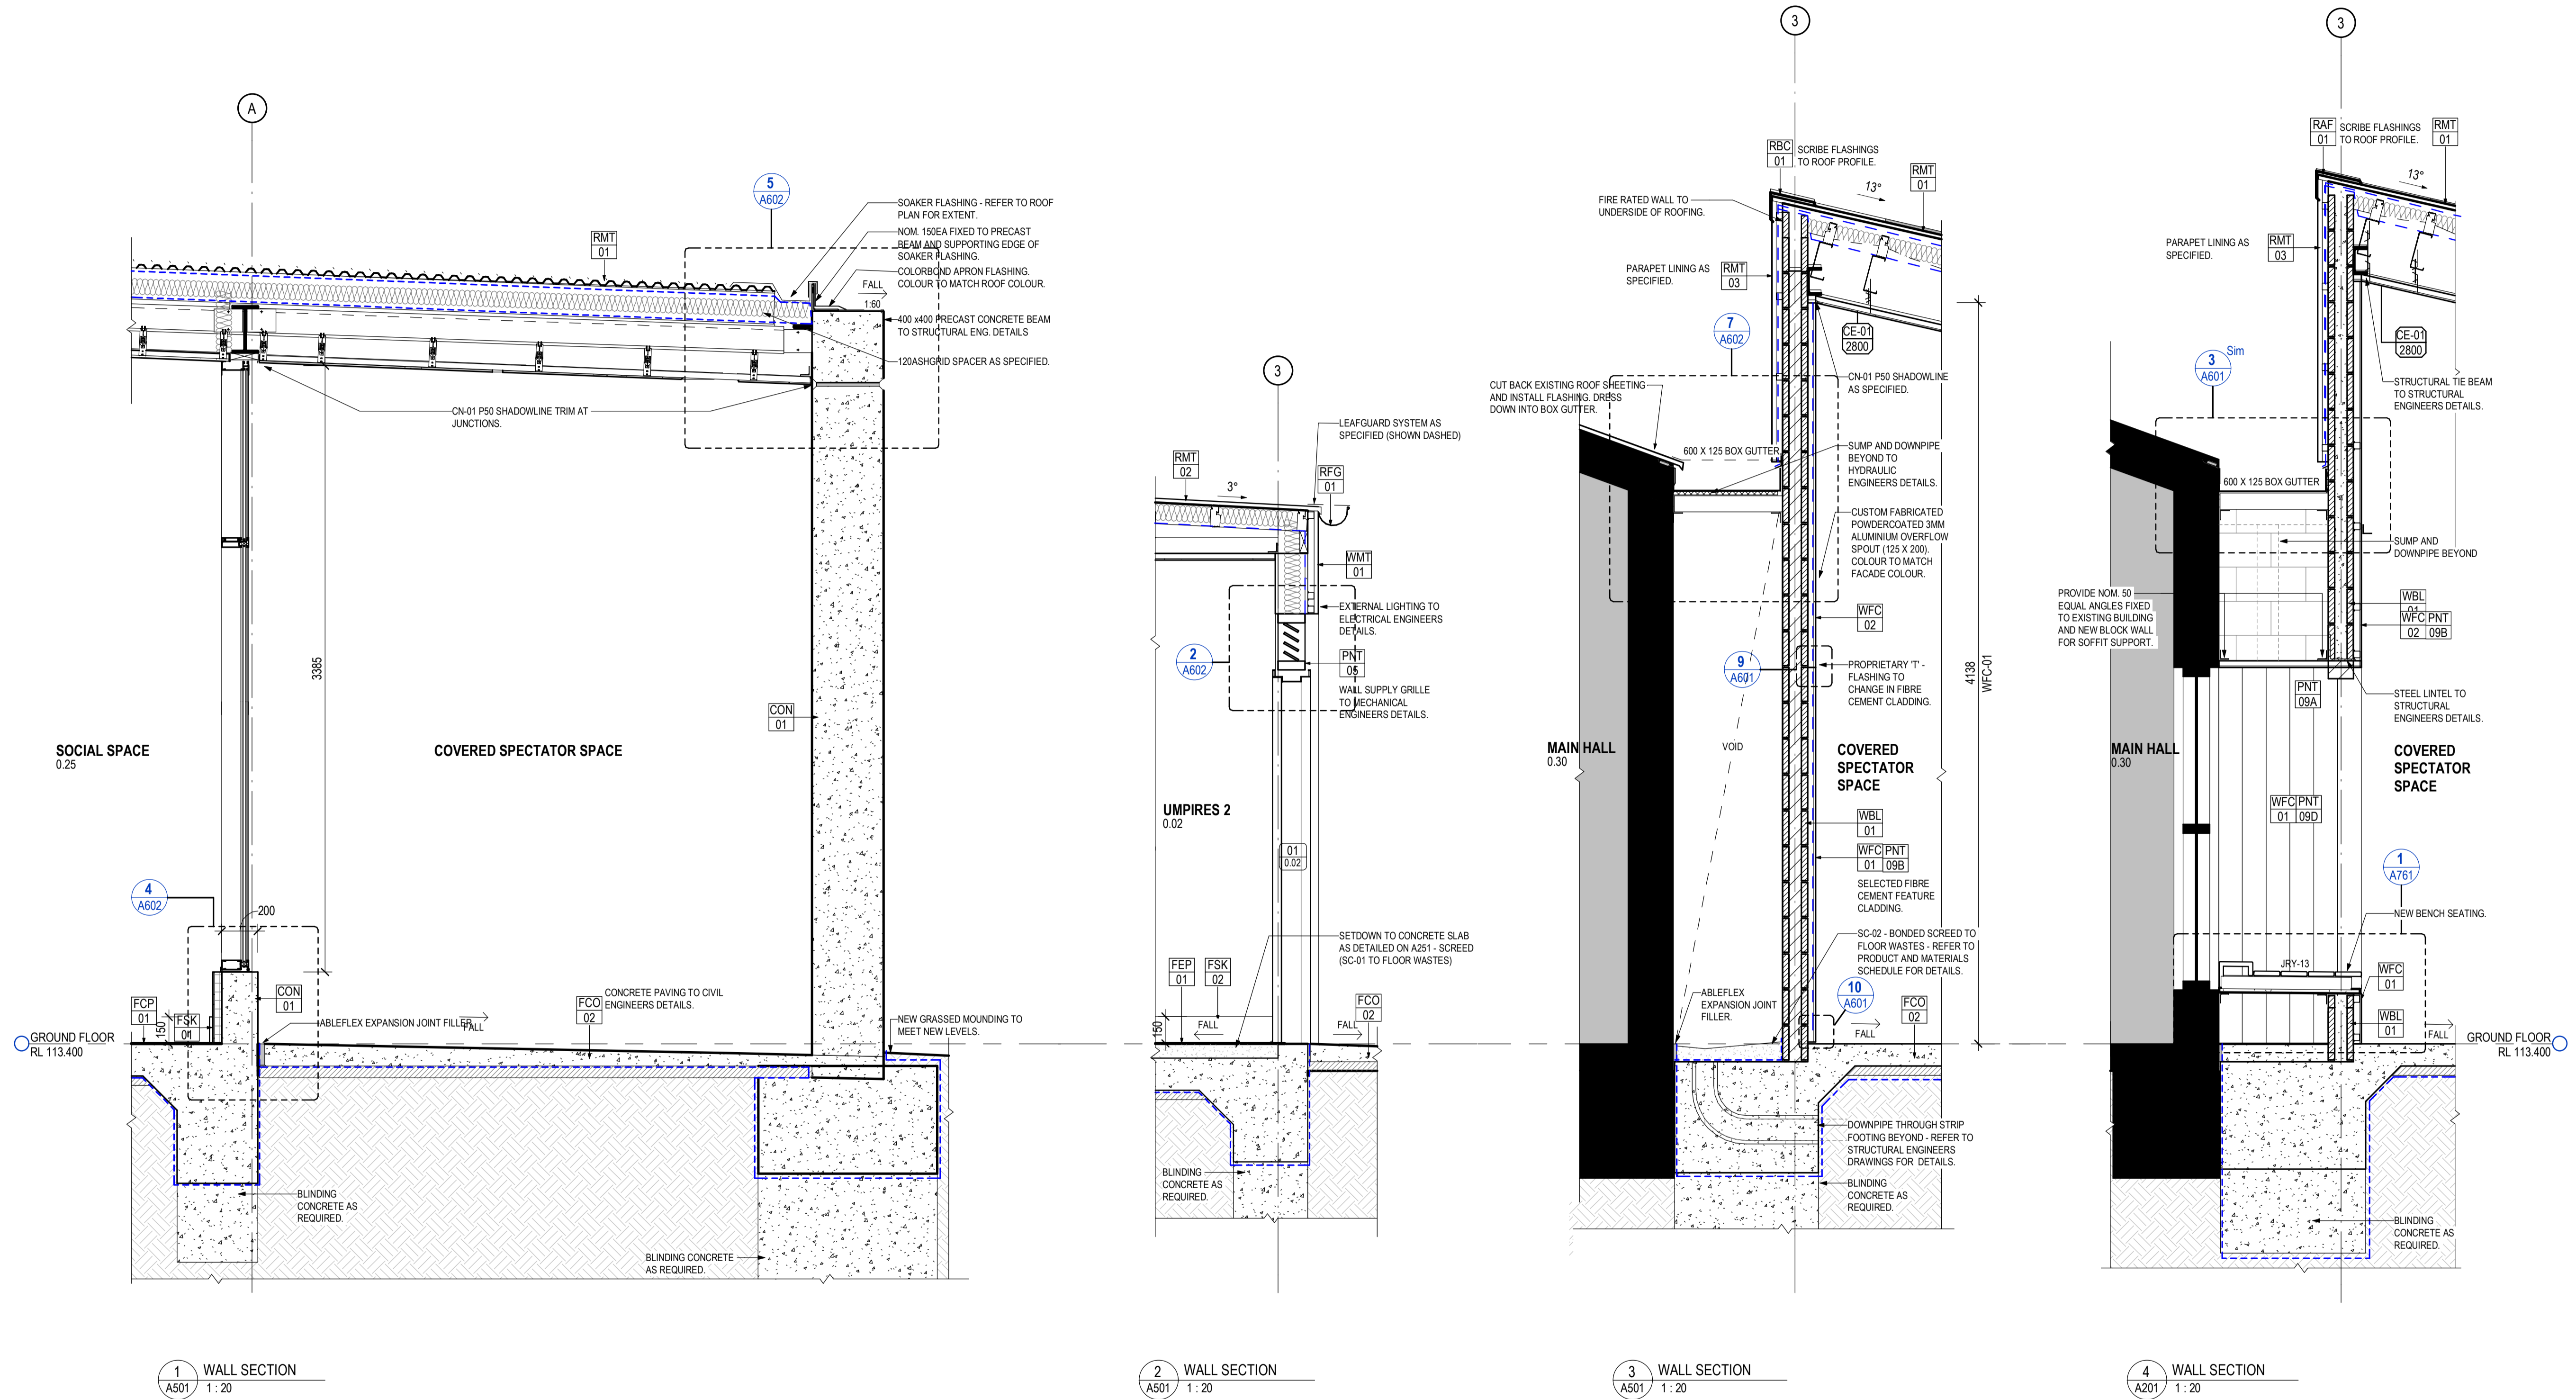 A
5
A602
SOAKER FLASHING - REFER TO ROOF
PLAN FOR EXTENT.
NOM. 150EA FIXED TO PRECAST
BEAM AND SUPPORTING EDGE OF
SOAKER FLASHING.
COLORBOND APRON FLASHING.
COLOUR TO MATCH ROOF COLOUR.
RMT
01
FALL
1:60
400 x400 PRECAST CONCRETE BEAM
TO STRUCTURAL ENG. DETAILS
120ASHGRID SPACER AS SPECIFIED.
CN-01 P50 SHADOWLINE TRIM AT
JUNCTIONS.
3385
CON
01
SOCIAL SPACE
0.25
COVERED SPECTATOR SPACE
4
A602
200
CON
01
FCP
01
FSK
01
150
ABLEFLEX EXPANSION JOINT FILLER
FALL
FCO
02
CONCRETE PAVING TO CIVIL
ENGINEERS DETAILS.
NEW GRASSED MOUNDING TO
MEET NEW LEVELS.
GROUND FLOOR
RL 113.400
BLINDING
CONCRETE AS
REQUIRED.
BLINDING CONCRETE
AS REQUIRED.
1
A501
WALL SECTION
1 : 20
3
LEAFGUARD SYSTEM AS
SPECIFIED (SHOWN DASHED)
RMT
02
3°
RFG
01
WMT
01
EXTERNAL LIGHTING TO
ELECTRICAL ENGINEERS
DETAILS.
2
A602
PNT
05
WALL SUPPLY GRILLE
TO MECHANICAL
ENGINEERS DETAILS.
UMPIRES 2
0.02
01
0.02
SETDOWN TO CONCRETE SLAB
AS DETAILED ON A251 - SCREED
(SC-01 TO FLOOR WASTES)
FEP
01
FSK
02
FCO
02
150
FALL
FALL
BLINDING
CONCRETE AS
REQUIRED.
2
A501
WALL SECTION
1 : 20
3
RBC
01
SCRIBE FLASHINGS
TO ROOF PROFILE.
RMT
01
13°
FIRE RATED WALL TO
UNDERSIDE OF ROOFING.
PARAPET LINING AS
SPECIFIED.
RMT
03
7
A602
CE-01
2800
CN-01 P50 SHADOWLINE
AS SPECIFIED.
CUT BACK EXISTING ROOF SHEETING
AND INSTALL FLASHING. DRESS
DOWN INTO BOX GUTTER.
600 X 125 BOX GUTTER
SUMP AND DOWNPIPE
BEYOND TO
HYDRAULIC
ENGINEERS DETAILS.
CUSTOM FABRICATED
POWDERCOATED 3MM
ALUMINIUM OVERFLOW
SPOUT (125 X 200).
COLOUR TO MATCH
FACADE COLOUR.
WFC
02
9
A601
PROPRIETARY 'T' -
FLASHING TO
CHANGE IN FIBRE
CEMENT CLADDING.
4138
WFC-01
MAIN HALL
0.30
VOID
COVERED
SPECTATOR
SPACE
WBL
01
WFC PNT
01 09B
SELECTED FIBRE
CEMENT FEATURE
CLADDING.
SC-02 - BONDED SCREED TO
FLOOR WASTES - REFER TO
PRODUCT AND MATERIALS
SCHEDULE FOR DETAILS.
ABLEFLEX
EXPANSION JOINT
FILLER.
10
A601
FCO
02
FALL
DOWNPIPE THROUGH STRIP
FOOTING BEYOND - REFER TO
STRUCTURAL ENGINEERS
DRAWINGS FOR DETAILS.
BLINDING
CONCRETE AS
REQUIRED.
3
A501
WALL SECTION
1 : 20
3
RAF
01
SCRIBE FLASHINGS
TO ROOF PROFILE.
RMT
01
13°
PARAPET LINING AS
SPECIFIED.
RMT
03
CE-01
2800
3
A601
Sim
STRUCTURAL TIE BEAM
TO STRUCTURAL
ENGINEERS DETAILS.
600 X 125 BOX GUTTER
SUMP AND
DOWNPIPE BEYOND
PROVIDE NOM. 50
EQUAL ANGLES FIXED
TO EXISTING BUILDING
AND NEW BLOCK WALL
FOR SOFFIT SUPPORT.
WBL
01
WFC PNT
02 09B
PNT
09A
STEEL LINTEL TO
STRUCTURAL
ENGINEERS DETAILS.
MAIN HALL
0.30
COVERED
SPECTATOR
SPACE
WFC PNT
01 09D
1
A761
NEW BENCH SEATING.
JRY-13
WFC
01
WBL
01
FALL
GROUND FLOOR
RL 113.400
BLINDING
CONCRETE AS
REQUIRED.
4
A201
WALL SECTION
1 : 20